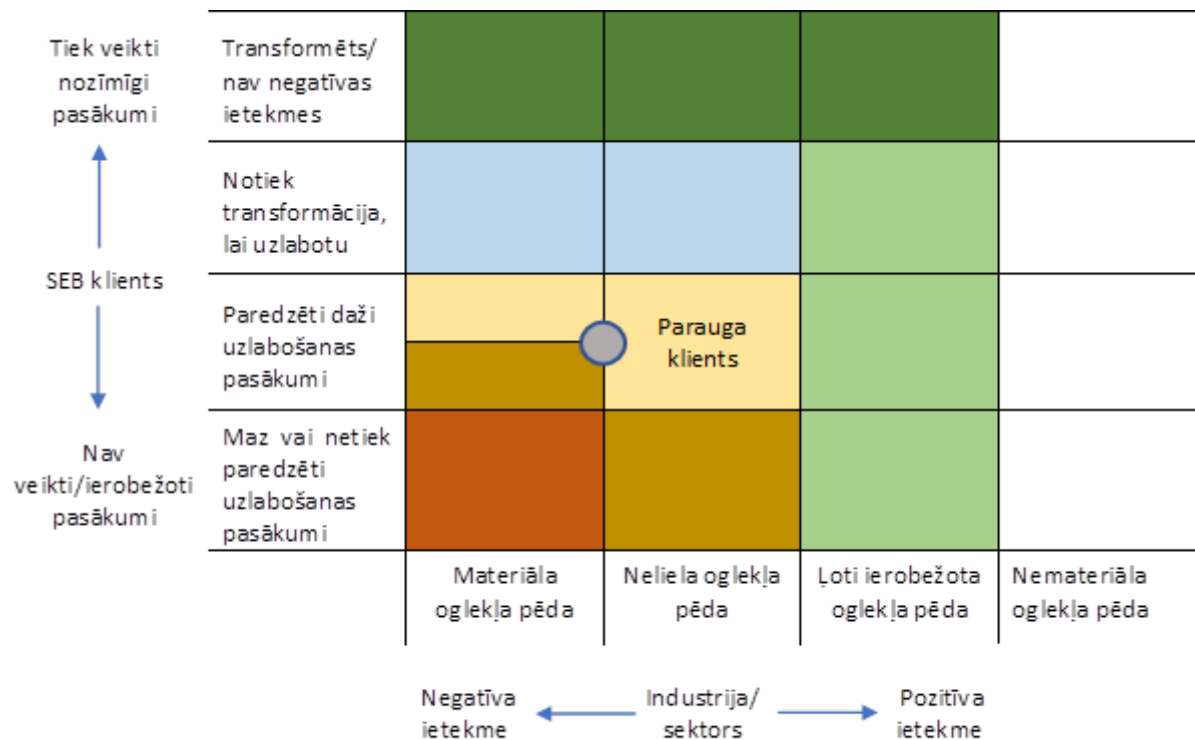 Tiek veikti
nozīmīgi
pasākumi
Transformēts/
nav negatīvas
ietekmes
Notiek
transformācija,
lai uzlabotu
SEB klients
Paredzēti daži
uzlabošanas
pasākumi
Parauga
klients
Nav
veikti/ierobežoti
pasākumi
Maz vai netiek
paredzēti
uzlabošanas
pasākumi
Materiāla
oglekļa pēda
Neliela oglekļa
pēda
Ļoti ierobežota
oglekļa pēda
Nemateriāla
oglekļa pēda
Negatīva
ietekme
Industrija/
sektors
Pozitīva
ietekme